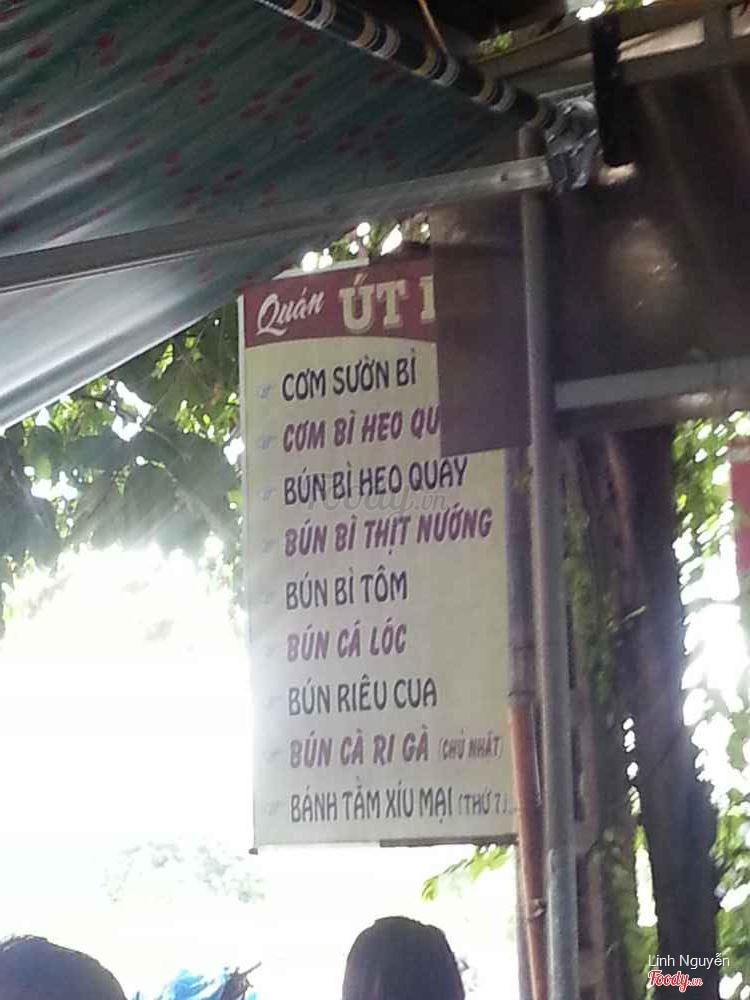 Quán ÚT
CƠM SƯỜN BÌ
CƠM BÌ HEO
BÚN BÌ HEO QUAY
BÚN BÌ THỊT NƯỚNG
BÚN BÌ TÔM
BÚN CÁ LÓC
BÚN RIÊU CUA
BÚN CÀ RI GÀ (CHỦ NHẬT)
BÁNH TẰM XÍU MẠI (THỨ 7)
Foody.vn
Linh Nguyễn
Foody.vn